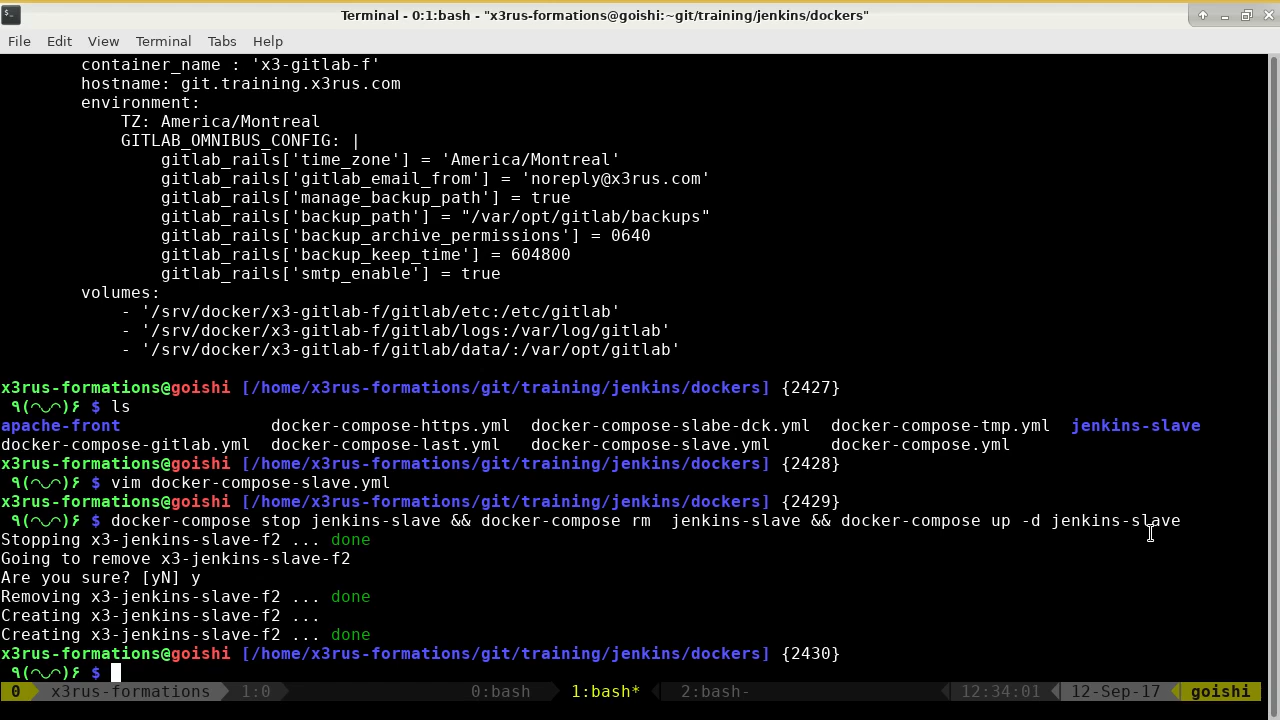 Terminal - 0:1:bash - "x3rus-formations@goishi:~git/training/jenkins/dockers"
File Edit View Terminal Tabs Help
        container_name : 'x3-gitlab-f'
        hostname: git.training.x3rus.com
        environment:
            TZ: America/Montreal
            GITLAB_OMNIBUS_CONFIG: |
                gitlab_rails['time_zone'] = 'America/Montreal'
                gitlab_rails['gitlab_email_from'] = 'noreply@x3rus.com'
                gitlab_rails['manage_backup_path'] = true
                gitlab_rails['backup_path'] = "/var/opt/gitlab/backups"
                gitlab_rails['backup_archive_permissions'] = 0640
                gitlab_rails['backup_keep_time'] = 604800
                gitlab_rails['smtp_enable'] = true
        volumes:
            - '/srv/docker/x3-gitlab-f/gitlab/etc:/etc/gitlab'
            - '/srv/docker/x3-gitlab-f/gitlab/logs:/var/log/gitlab'
            - '/srv/docker/x3-gitlab-f/gitlab/data/:/var/opt/gitlab'
x3rus-formations@goishi [/home/x3rus-formations/git/training/jenkins/dockers] {2427}
 ٩(◠◡◠)۶ $ ls
apache-front               docker-compose-https.yml  docker-compose-slabe-dck.yml  docker-compose-tmp.yml  jenkins-slave
docker-compose-gitlab.yml  docker-compose-last.yml   docker-compose-slave.yml      docker-compose.yml
x3rus-formations@goishi [/home/x3rus-formations/git/training/jenkins/dockers] {2428}
 ٩(◠◡◠)۶ $ vim docker-compose-slave.yml
x3rus-formations@goishi [/home/x3rus-formations/git/training/jenkins/dockers] {2429}
 ٩(◠◡◠)۶ $ docker-compose stop jenkins-slave && docker-compose rm  jenkins-slave && docker-compose up -d jenkins-slave
Stopping x3-jenkins-slave-f2 ... done
Going to remove x3-jenkins-slave-f2
Are you sure? [yN] y
Removing x3-jenkins-slave-f2 ... done
Creating x3-jenkins-slave-f2 ...
Creating x3-jenkins-slave-f2 ... done
x3rus-formations@goishi [/home/x3rus-formations/git/training/jenkins/dockers] {2430}
 ٩(◠◡◠)۶ $
0 x3rus-formations 1:0 0:bash 1:bash* 2:bash- 12:34:01 12-Sep-17 goishi